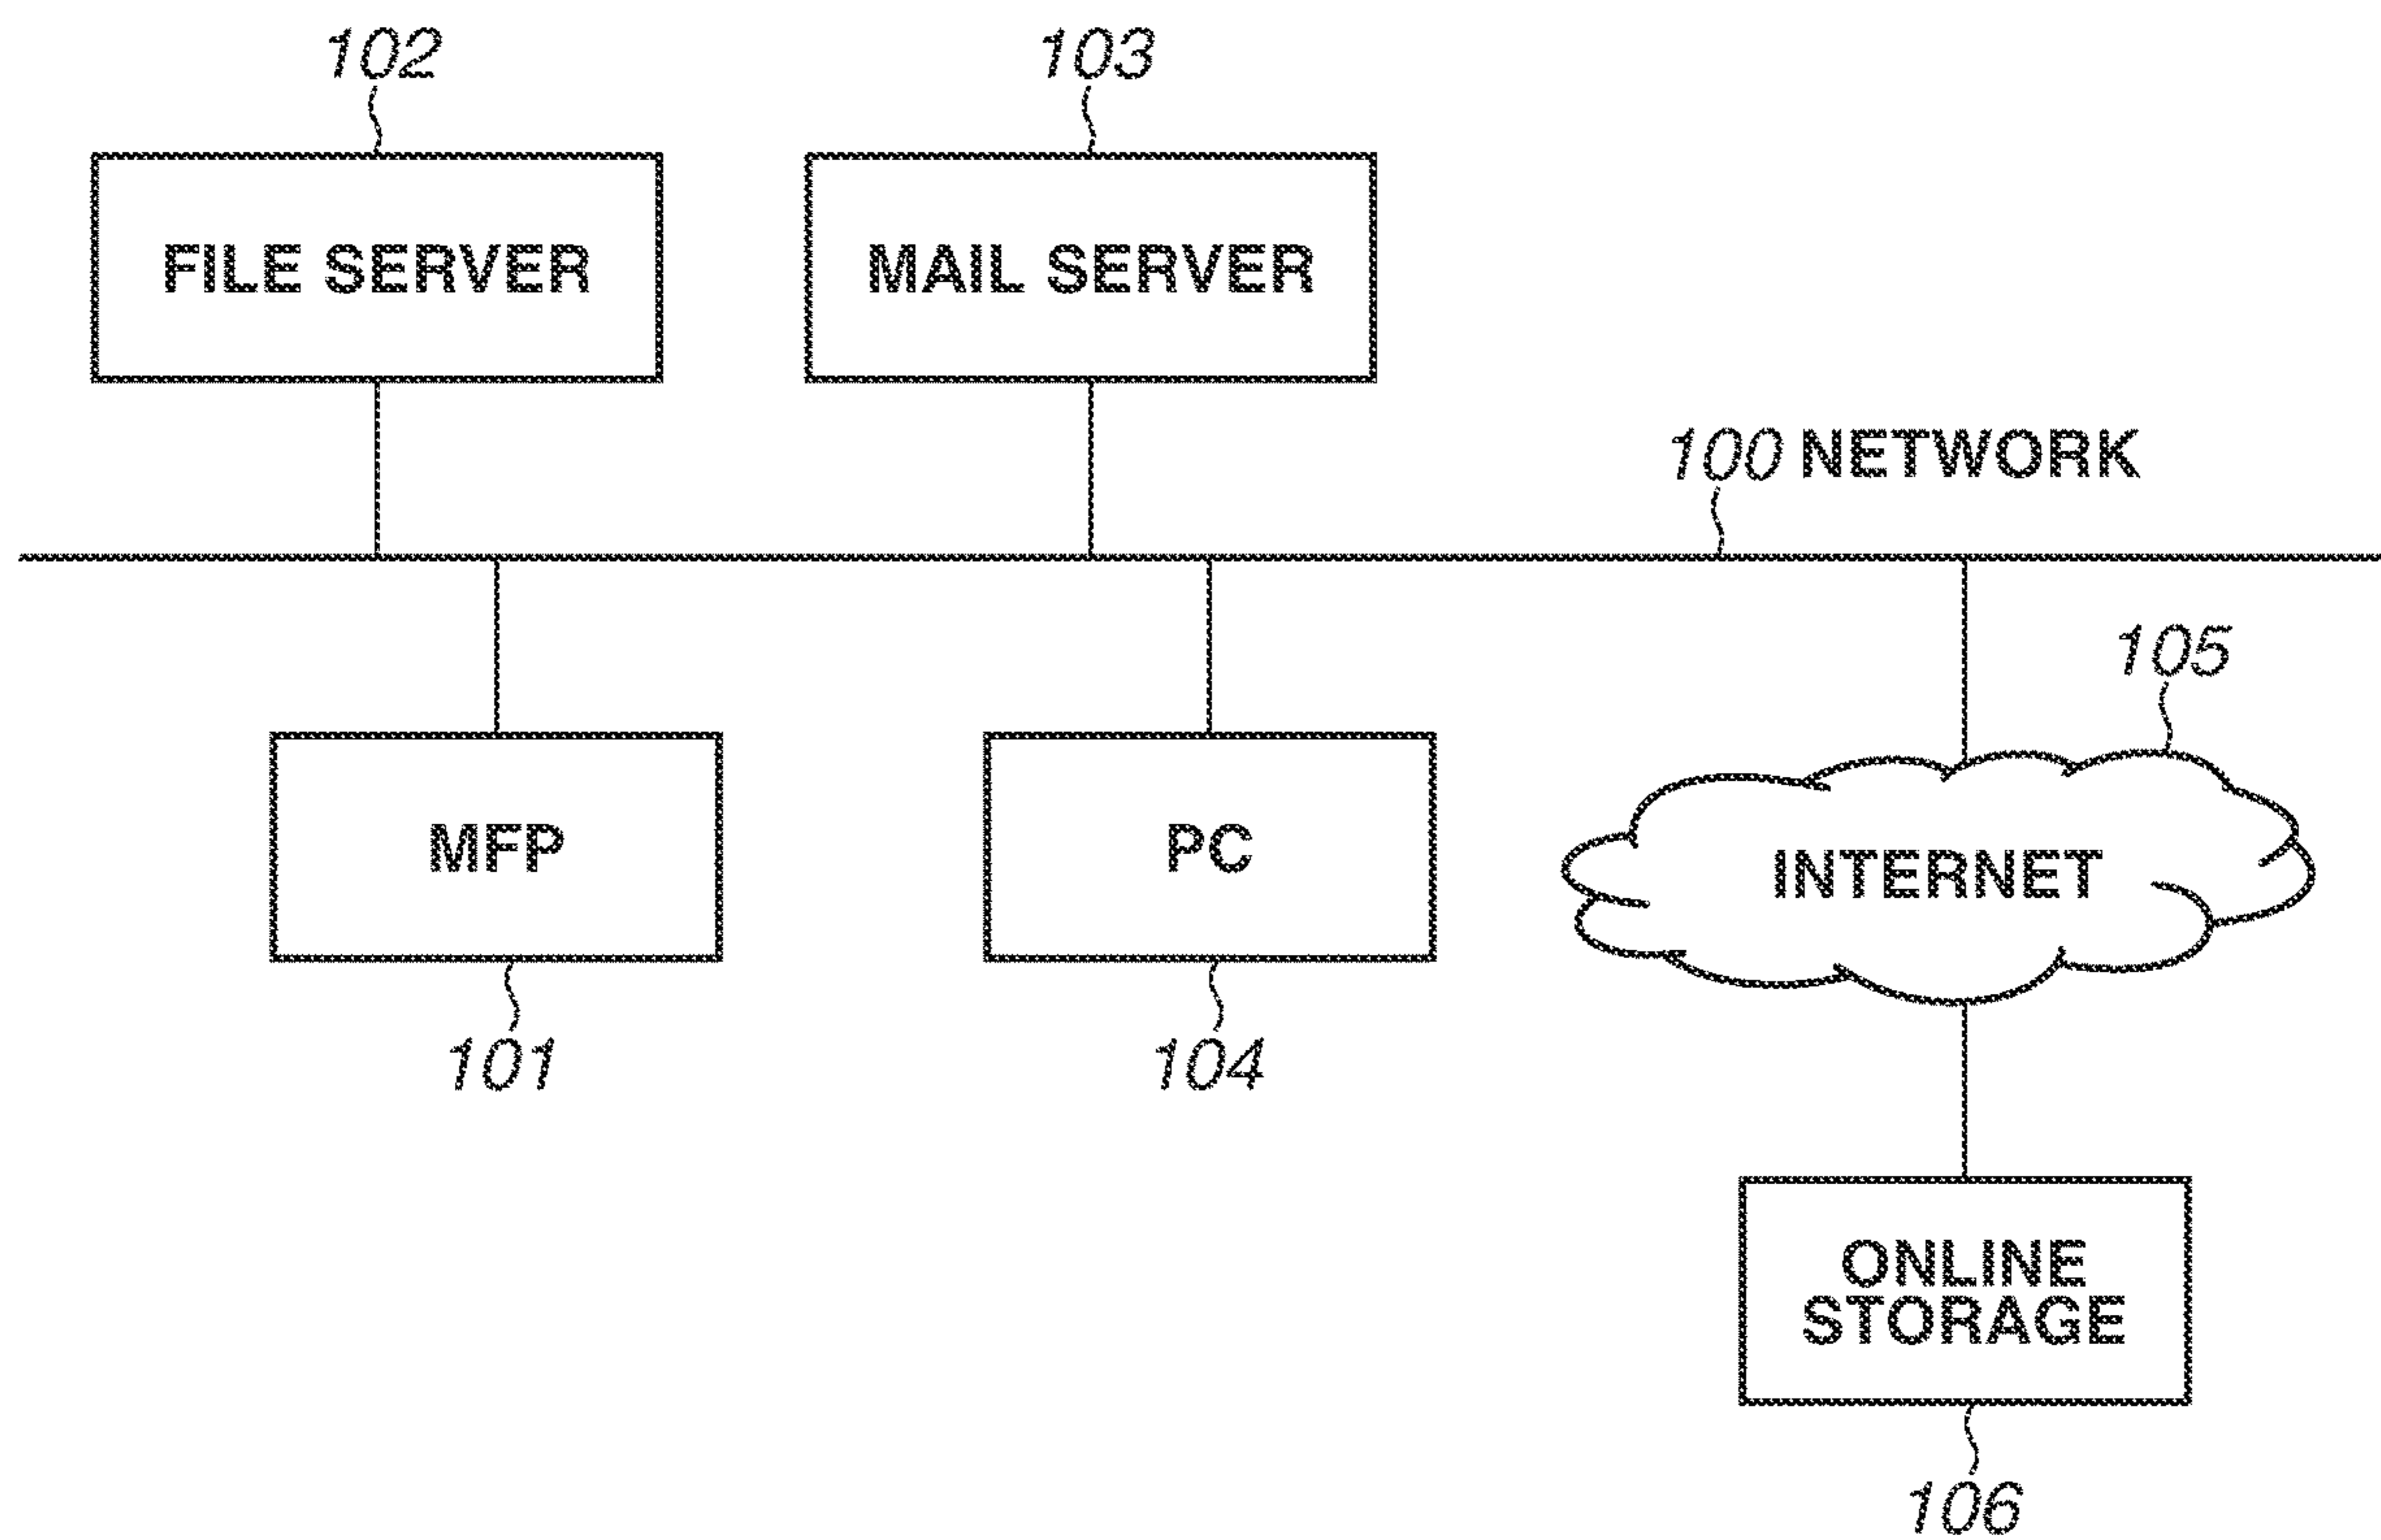 102
103
FILE SERVER
MAIL SERVER
100 NETWORK
105
MFP
PC
INTERNET
101
104
ONLINE
STORAGE
106